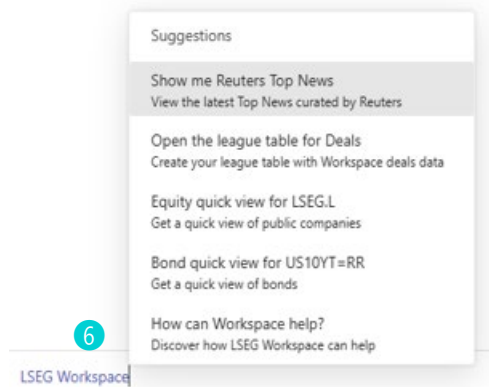 Suggestions
Show me Reuters Top News
View the latest Top News curated by Reuters
Open the league table for Deals
Create your league table with Workspace deals data
Equity quick view for LSEG.L
Get a quick view of public companies
Bond quick view for US10YT=RR
Get a quick view of bonds
How can Workspace help?
Discover how LSEG Workspace can help
6
LSEG Workspace